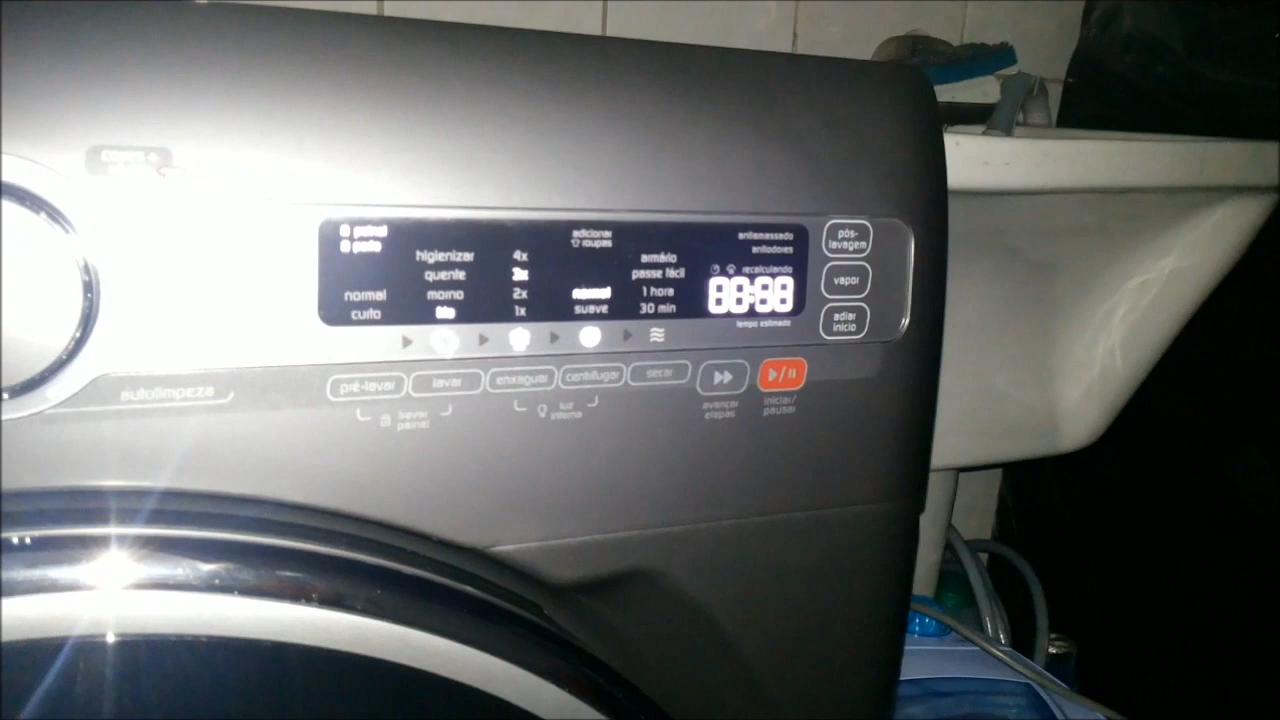 painel
porta
higienizar
quente
morno
frio
normal
curto
4x
3x
2x
1x
adicionar
roupas
normal
suave
armário
passe fácil
1 hora
30 min
antiamassado
antiodores
recalculando
88:88
tempo estimado
pós-
lavagem
vapor
adiar
início
autolimpeza
pré-lavar
lavar
enxaguar
centrifugar
secar
travar
painel
luz
interna
avançar
etapas
iniciar/
pausar